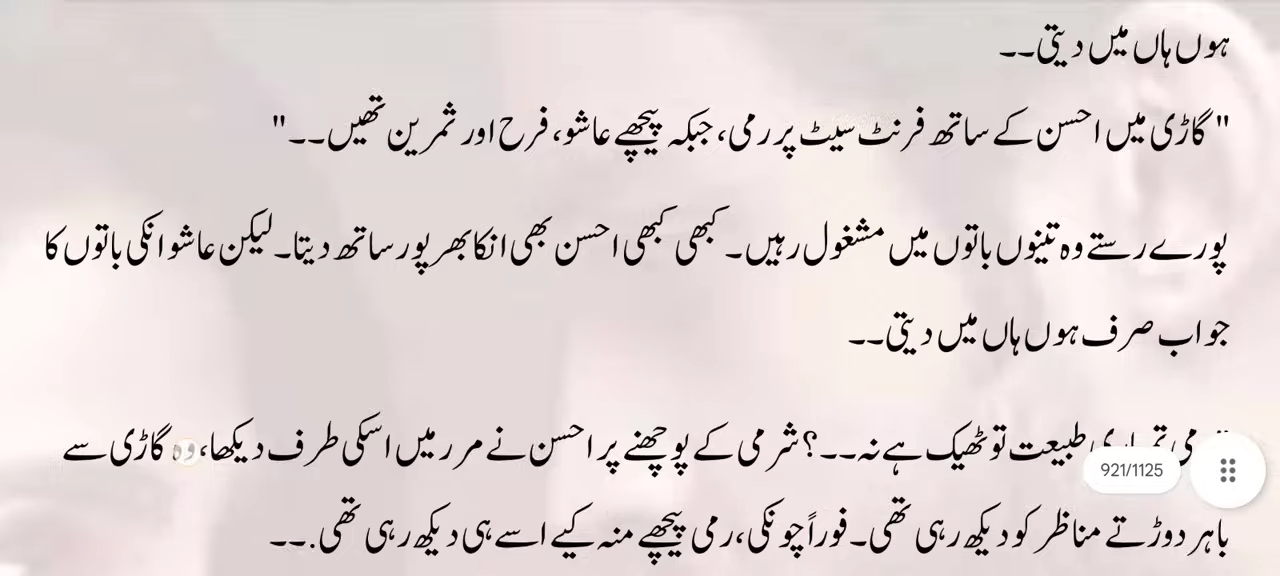 ہوں ہاں میں دیتی۔۔
" گاڑی میں احسن کے ساتھ فرنٹ سیٹ پر رمی، جبکہ پیچھے عاشو، فرح اور ثمرین تھیں۔۔"
پورے رستے وہ تینوں باتوں میں مشغول رہیں۔ کبھی کبھی احسن بھی انکا بھرپور ساتھ دیتا۔ لیکن عاشو انکی باتوں کا
جواب صرف ہوں ہاں میں دیتی۔۔
طبیعت تو ٹھیک ہے نہ۔۔؟ شرمی کے پوچھنے پر احسن نے مرر میں اسکی طرف دیکھا، وہ گاڑی سے
921/1125
باہر دوڑتے مناظر کو دیکھ رہی تھی۔ فوراً چونکی، رمی پیچھے منہ کیے اسے ہی دیکھ رہی تھی.۔۔